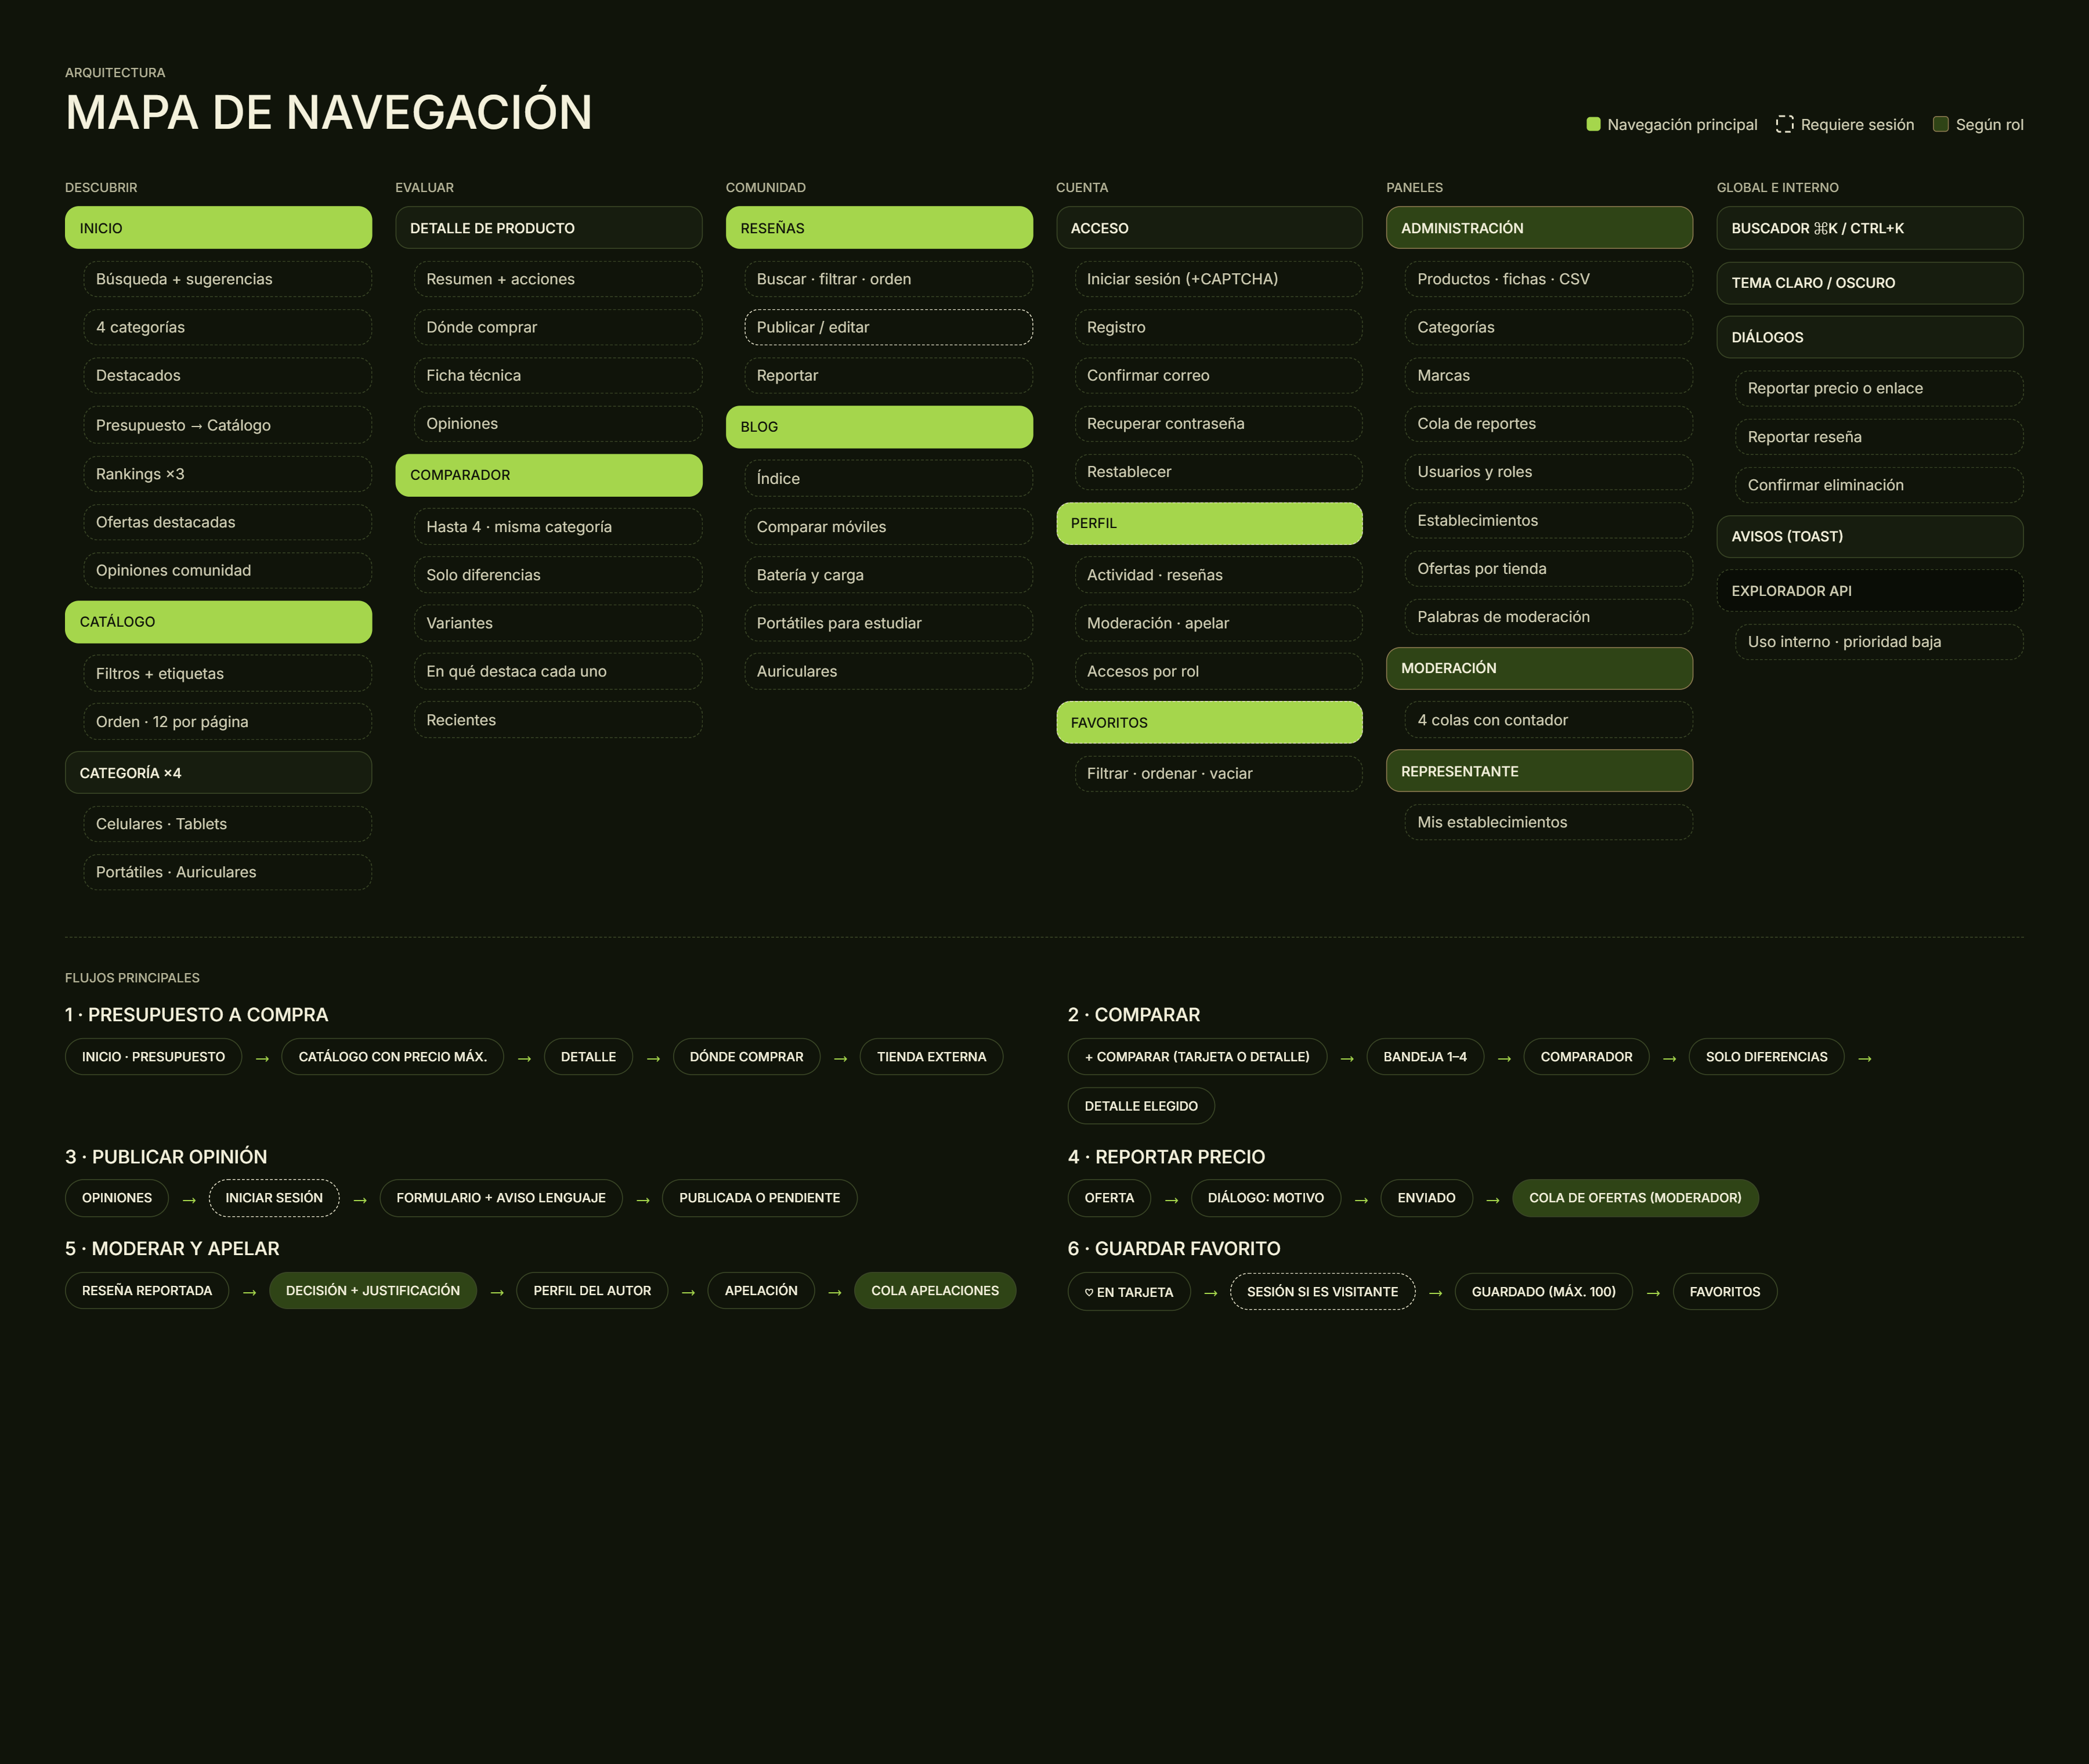 ARQUITECTURA
MAPA DE NAVEGACIÓN
Navegación principal
Requiere sesión
Según rol
DESCUBRIR
INICIO
Búsqueda + sugerencias
4 categorías
Destacados
Presupuesto → Catálogo
Rankings ×3
Ofertas destacadas
Opiniones comunidad
CATÁLOGO
Filtros + etiquetas
Orden · 12 por página
CATEGORÍA ×4
Celulares · Tablets
Portátiles · Auriculares
EVALUAR
DETALLE DE PRODUCTO
Resumen + acciones
Dónde comprar
Ficha técnica
Opiniones
COMPARADOR
Hasta 4 · misma categoría
Solo diferencias
Variantes
En qué destaca cada uno
Recientes
COMUNIDAD
RESEÑAS
Buscar · filtrar · orden
Publicar / editar
Reportar
BLOG
Índice
Comparar móviles
Batería y carga
Portátiles para estudiar
Auriculares
CUENTA
ACCESO
Iniciar sesión (+CAPTCHA)
Registro
Confirmar correo
Recuperar contraseña
Restablecer
PERFIL
Actividad · reseñas
Moderación · apelar
Accesos por rol
FAVORITOS
Filtrar · ordenar · vaciar
PANELES
ADMINISTRACIÓN
Productos · fichas · CSV
Categorías
Marcas
Cola de reportes
Usuarios y roles
Establecimientos
Ofertas por tienda
Palabras de moderación
MODERACIÓN
4 colas con contador
REPRESENTANTE
Mis establecimientos
GLOBAL E INTERNO
BUSCADOR ⌘K / CTRL+K
TEMA CLARO / OSCURO
DIÁLOGOS
Reportar precio o enlace
Reportar reseña
Confirmar eliminación
AVISOS (TOAST)
EXPLORADOR API
Uso interno · prioridad baja
FLUJOS PRINCIPALES
1 · PRESUPUESTO A COMPRA
INICIO · PRESUPUESTO → CATÁLOGO CON PRECIO MÁX. → DETALLE → DÓNDE COMPRAR → TIENDA EXTERNA
2 · COMPARAR
+ COMPARAR (TARJETA O DETALLE) → BANDEJA 1–4 → COMPARADOR → SOLO DIFERENCIAS →
DETALLE ELEGIDO
3 · PUBLICAR OPINIÓN
OPINIONES → INICIAR SESIÓN → FORMULARIO + AVISO LENGUAJE → PUBLICADA O PENDIENTE
4 · REPORTAR PRECIO
OFERTA → DIÁLOGO: MOTIVO → ENVIADO → COLA DE OFERTAS (MODERADOR)
5 · MODERAR Y APELAR
RESEÑA REPORTADA → DECISIÓN + JUSTIFICACIÓN → PERFIL DEL AUTOR → APELACIÓN → COLA APELACIONES
6 · GUARDAR FAVORITO
♡ EN TARJETA → SESIÓN SI ES VISITANTE → GUARDADO (MÁX. 100) → FAVORITOS